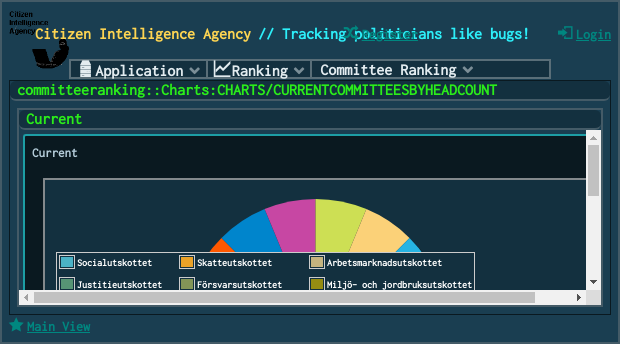 Citizen
Intelligence
Agency
Citizen Intelligence Agency // Tracking politicians like bugs!
Register
Login
Application
Ranking
Committee Ranking
committeeranking::Charts:CHARTS/CURRENTCOMMITTEESBYHEADCOUNT
Current
Current
Socialutskottet
Skatteutskottet
Arbetsmarknadsutskottet
Justitieutskottet
Försvarsutskottet
Miljö- och jordbruksutskottet
Main View